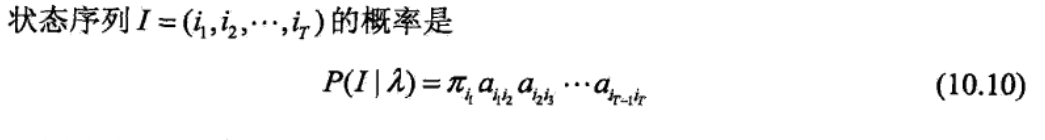 状态序列 I = (i₁,i₂,⋯,i_T) 的概率是
P(I | λ) = π_{i₁} a_{i₁i₂} a_{i₂i₃} ⋯ a_{i_{T−1}i_T} (10.10)